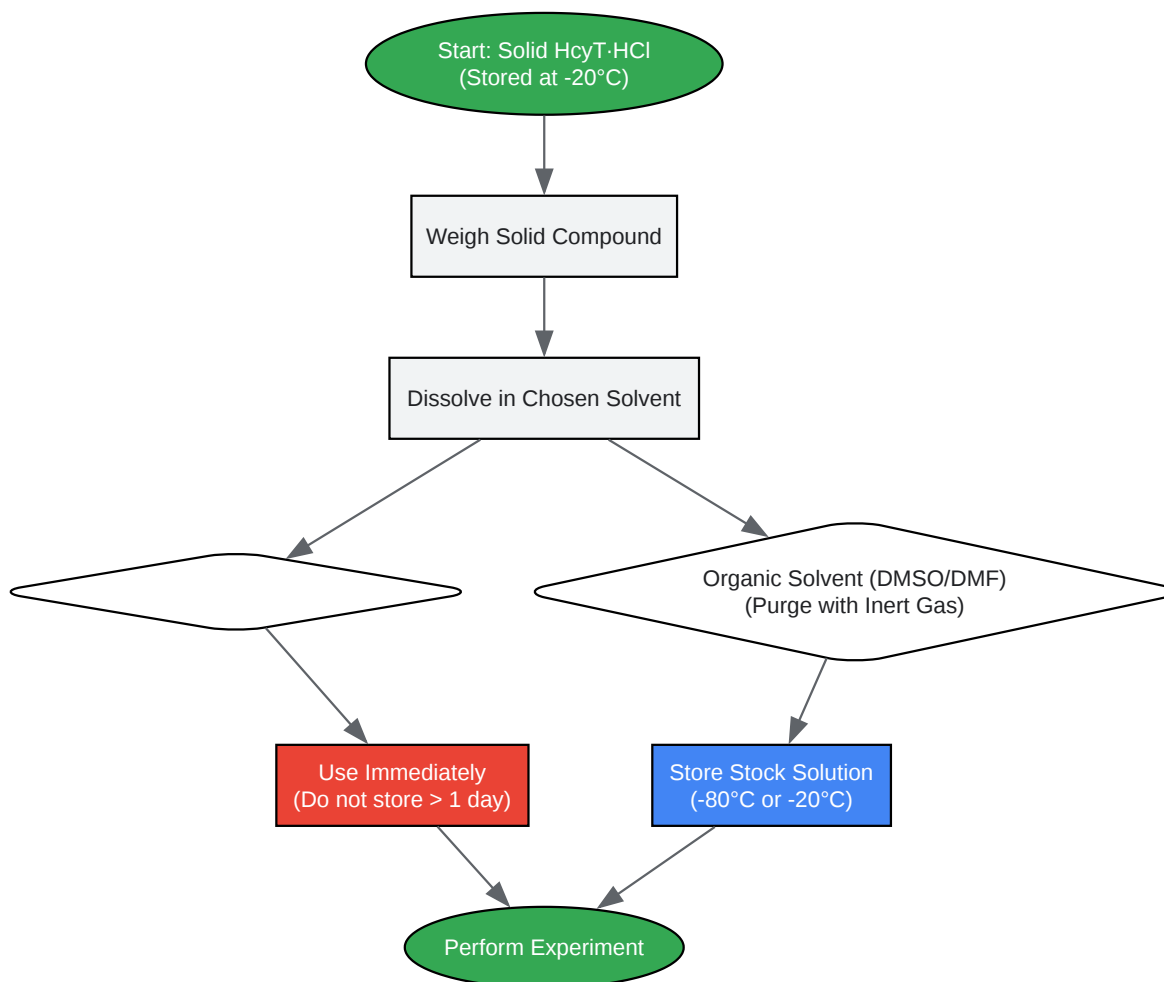 Start: Solid HcyT·HCl
(Stored at -20°C)
Weigh Solid Compound
Dissolve in Chosen Solvent
Organic Solvent (DMSO/DMF)
(Purge with Inert Gas)
Use Immediately
(Do not store > 1 day)
Store Stock Solution
(-80°C or -20°C)
Perform Experiment